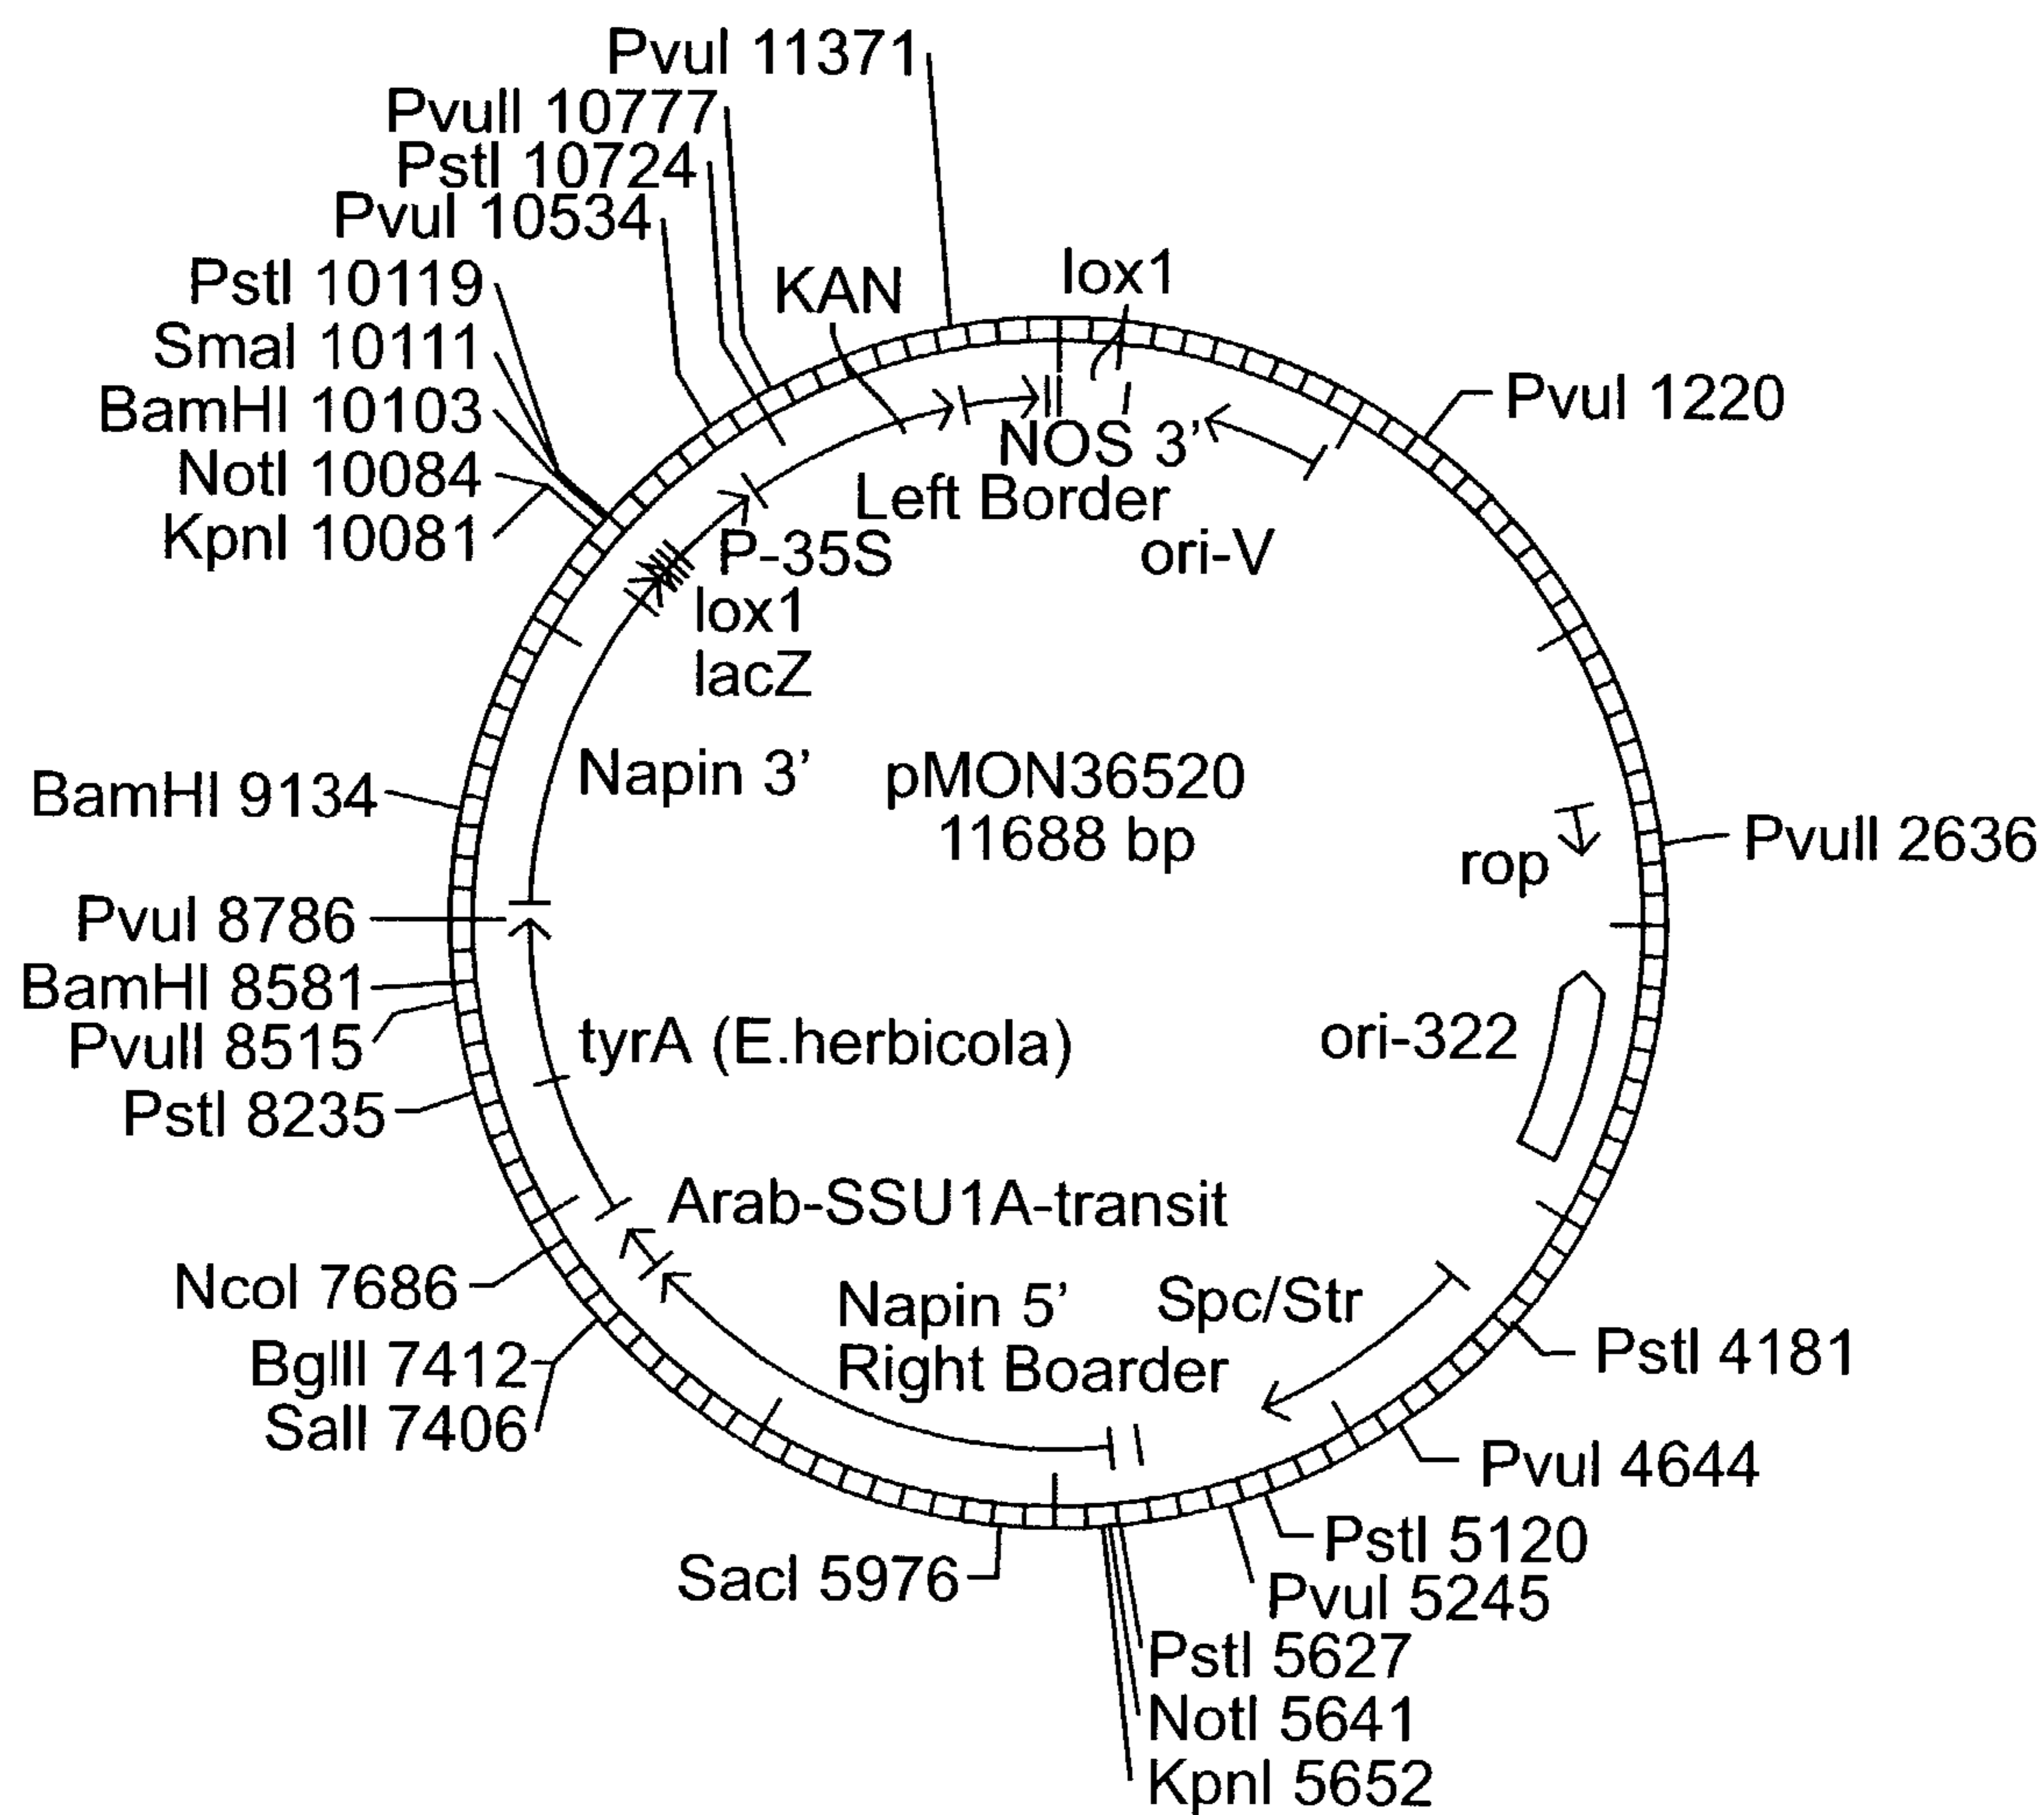 PvuI 11371
PvuII 10777
PstI 10724
PvuI 10534
PstI 10119
SmaI 10111
BamHI 10103
NotI 10084
KpnI 10081
KAN
lox1
PvuI 1220
NOS 3’
Left Border
ori-V
P-35S
lox1
lacZ
Napin 3’
pMON36520
11688 bp
BamHI 9134
rop
PvuII 2636
PvuI 8786
BamHI 8581
PvuII 8515
PstI 8235
tyrA (E.herbicola)
ori-322
Arab-SSU1A-transit
NcoI 7686
BglII 7412
SalI 7406
Napin 5’
Right Boarder
Spc/Str
PstI 4181
PvuI 4644
PstI 5120
PvuI 5245
SacI 5976
PstI 5627
NotI 5641
KpnI 5652